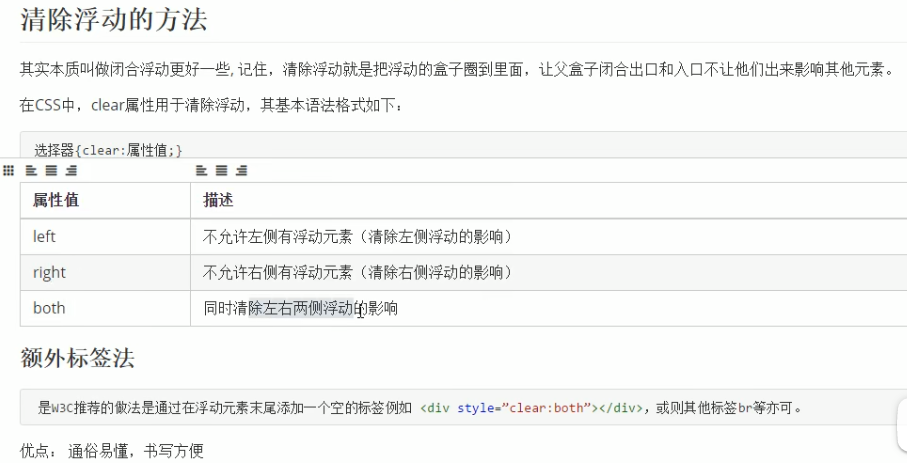 清除浮动的方法
其实本质叫做闭合浮动更好一些, 记住，清除浮动就是把浮动的盒子圈到里面，让父盒子闭合出口和入口不让他们出来影响其他元素。
在CSS中，clear属性用于清除浮动，其基本语法格式如下：
选择器{clear:属性值;}
属性值 描述
left 不允许左侧有浮动元素（清除左侧浮动的影响）
right 不允许右侧有浮动元素（清除右侧浮动的影响）
both 同时清除左右两侧浮动的影响
额外标签法
是W3C推荐的做法是通过在浮动元素末尾添加一个空的标签例如 <div style="clear:both"></div>，或则其他标签br等亦可。
优点： 通俗易懂，书写方便